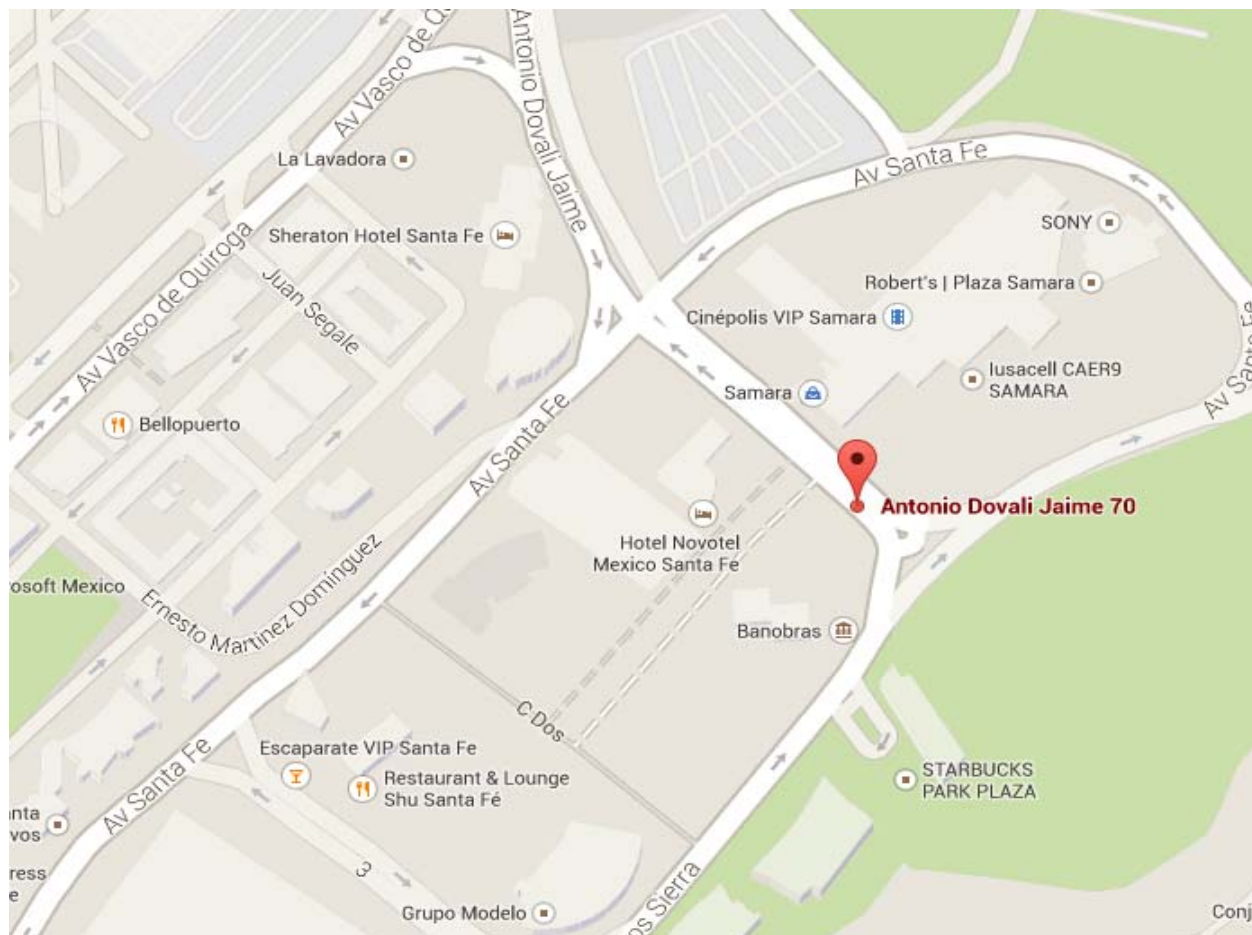 Av Vasco de Qu
Antonio Dovali Jaime
La Lavadora
Av Santa Fe
SONY
Sheraton Hotel Santa Fe
Juan Segale
Av Vasco de Quiroga
Robert's | Plaza Samara
Cinépolis VIP Samara
Iusacell CAER9
SAMARA
Samara
Av Santa Fe
Av Santa Fe
Bellopuerto
Antonio Dovali Jaime 70
Hotel Novotel
Mexico Santa Fe
osoft Mexico
Ernesto Martinez Dominguez
Banobras
C Dos
Escaparate VIP Santa Fe
Restaurant & Lounge
Shu Santa Fé
STARBUCKS
PARK PLAZA
Av Santa Fe
anta
vos
ress
e
3
Grupo Modelo
os Sierra
Conj